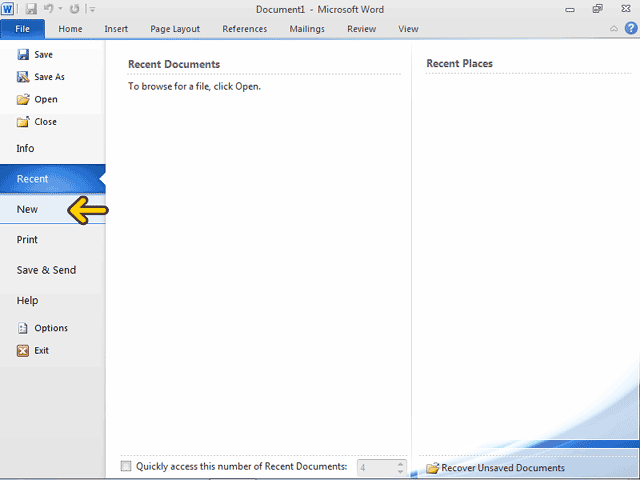 Document1 - Microsoft Word
File Home Insert Page Layout References Mailings Review View
Save
Save As
Open
Close
Info
Recent
New
Print
Save & Send
Help
Options
Exit
Recent Documents
To browse for a file, click Open.
Quickly access this number of Recent Documents: 4
Recent Places
Recover Unsaved Documents